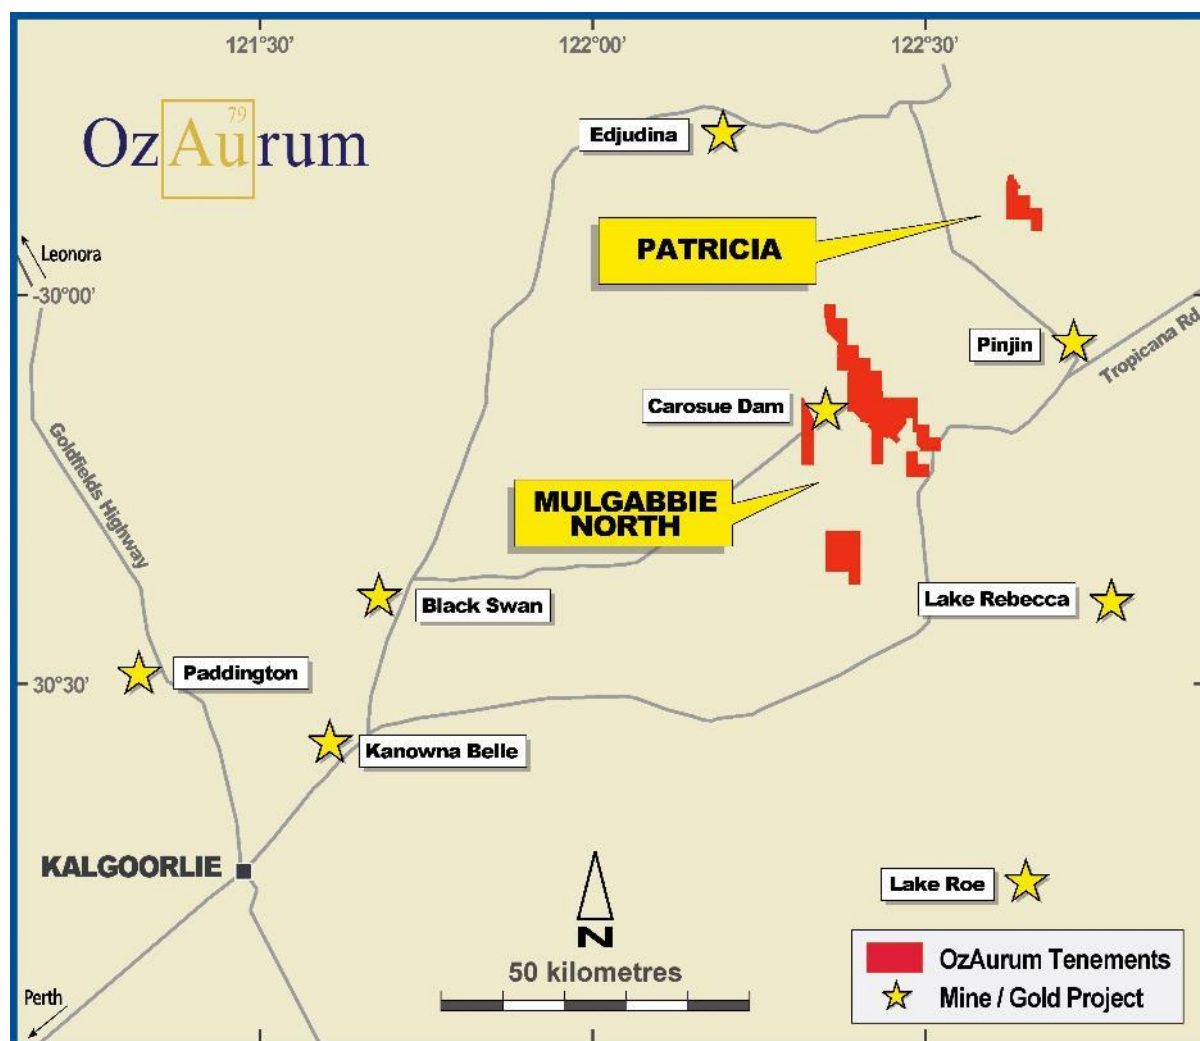 121°30’
122°00’
122°30’
79
OzAurum
Edjudina
PATRICIA
Leonora
-30°00’
Pinjin
Tropicana Rd
Carosue Dam
Goldfields Highway
MULGABBIE
NORTH
Black Swan
Lake Rebecca
Paddington
30°30’
Kanowna Belle
KALGOORLIE
Lake Roe
N
50 kilometres
OzAurum Tenements
Mine / Gold Project
Perth